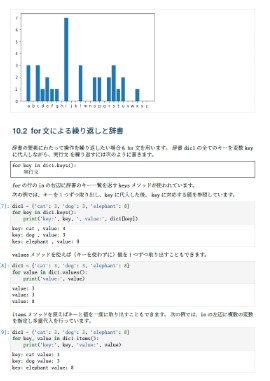 7
6
5
4
3
2
1
0
a b c d e f g h i j k l m n o p q r s t u v w x y z
10.2 for 文による繰り返しと辞書
辞書の要素にわたって操作を繰り返したい場合も for 文を用います。 辞書 dic1 の全てのキーを変数 key
に代入しながら、実行文を繰り返すには次のように書きます。
for key in dic1.keys():
実行文
for の行の in の右辺に辞書のキー一覧を返す keys メソッドが使われています。
次の例では、キーを1つずつ取り出し、key に代入した後、key に対応する値を参照しています。
dic1 = {'cat': 3, 'dog': 3, 'elephant': 8}
for key in dic1.keys():
print('key:', key, ', value:', dic1[key])
key: cat , value: 3
key: dog , value: 3
key: elephant , value: 8
values メソッドを使えば（キーを使わずに）値を1つずつ取り出すこともできます。
dic1 = {'cat': 3, 'dog': 3, 'elephant': 8}
for value in dic1.values():
print('value:', value)
value: 3
value: 3
value: 8
items メソッドを使えばキーと値を一度に取り出すこともできます。 次の例では、in の左辺に複数の変数
を指定し多重代入を行っています。
dic1 = {'cat': 3, 'dog': 3, 'elephant': 8}
for key, value in dic1.items():
print('key:', key, 'value:', value)
key: cat value: 3
key: dog value: 3
key: elephant value: 8